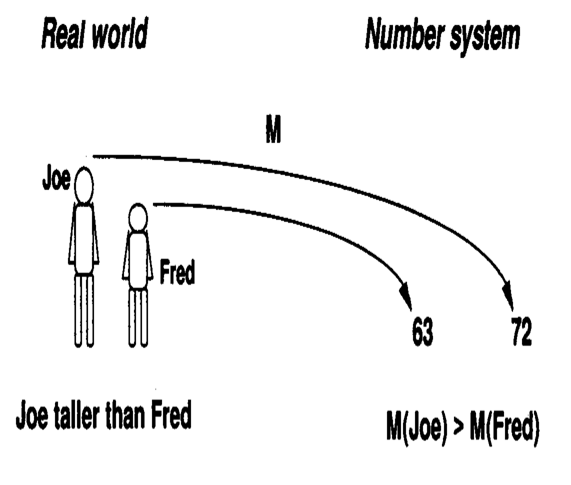 Real world
Number system
M
Joe
Fred
63
72
Joe taller than Fred
M(Joe) > M(Fred)